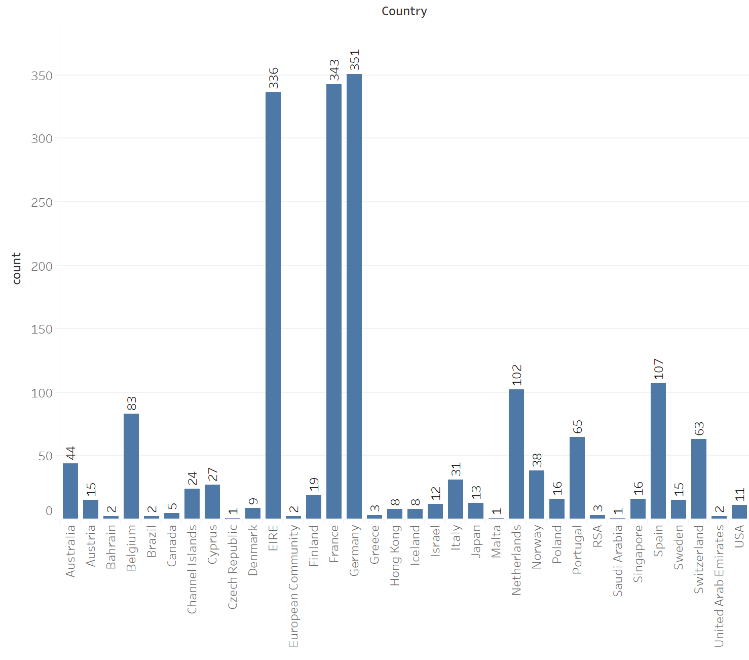 Country
count
350
300
250
200
150
100
50
0
44
15
2
83
2
5
24
27
1
9
336
2
19
343
351
3
8
8
12
31
13
1
102
38
16
65
3
1
16
107
15
63
2
11
Australia
Austria
Bahrain
Belgium
Brazil
Canada
Channel Islands
Cyprus
Czech Republic
Denmark
EIRE
European Community
Finland
France
Germany
Greece
Hong Kong
Iceland
Israel
Italy
Japan
Malta
Netherlands
Norway
Poland
Portugal
RSA
Saudi Arabia
Singapore
Spain
Sweden
Switzerland
United Arab Emirates
USA